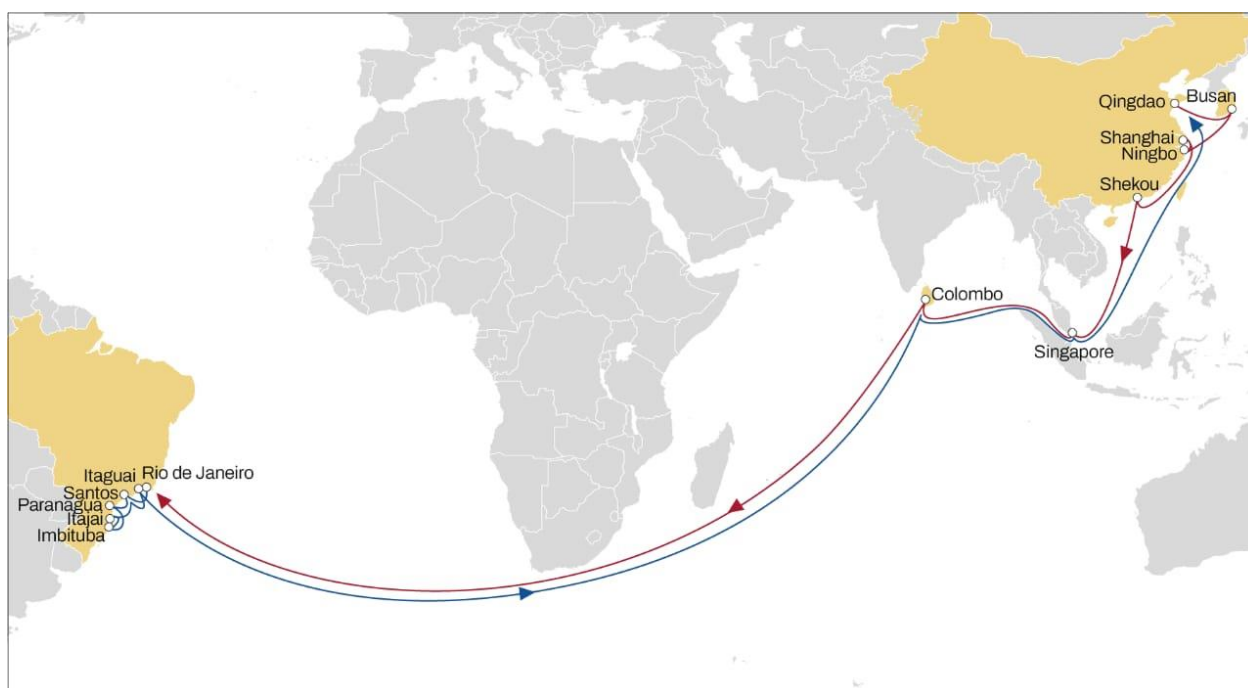 Qingdao
Busan
Shanghai
Ningbo
Shekou
Colombo
Singapore
Itaguai
Rio de Janeiro
Santos
Paranagua
Itajai
Imbituba